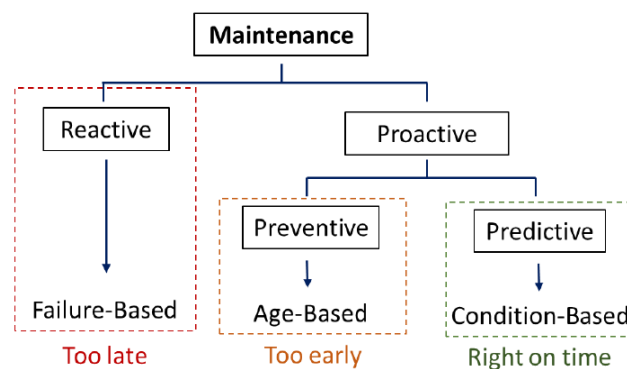 Maintenance
Reactive
Proactive
Preventive
Predictive
Failure-Based
Age-Based
Condition-Based
Too late
Too early
Right on time